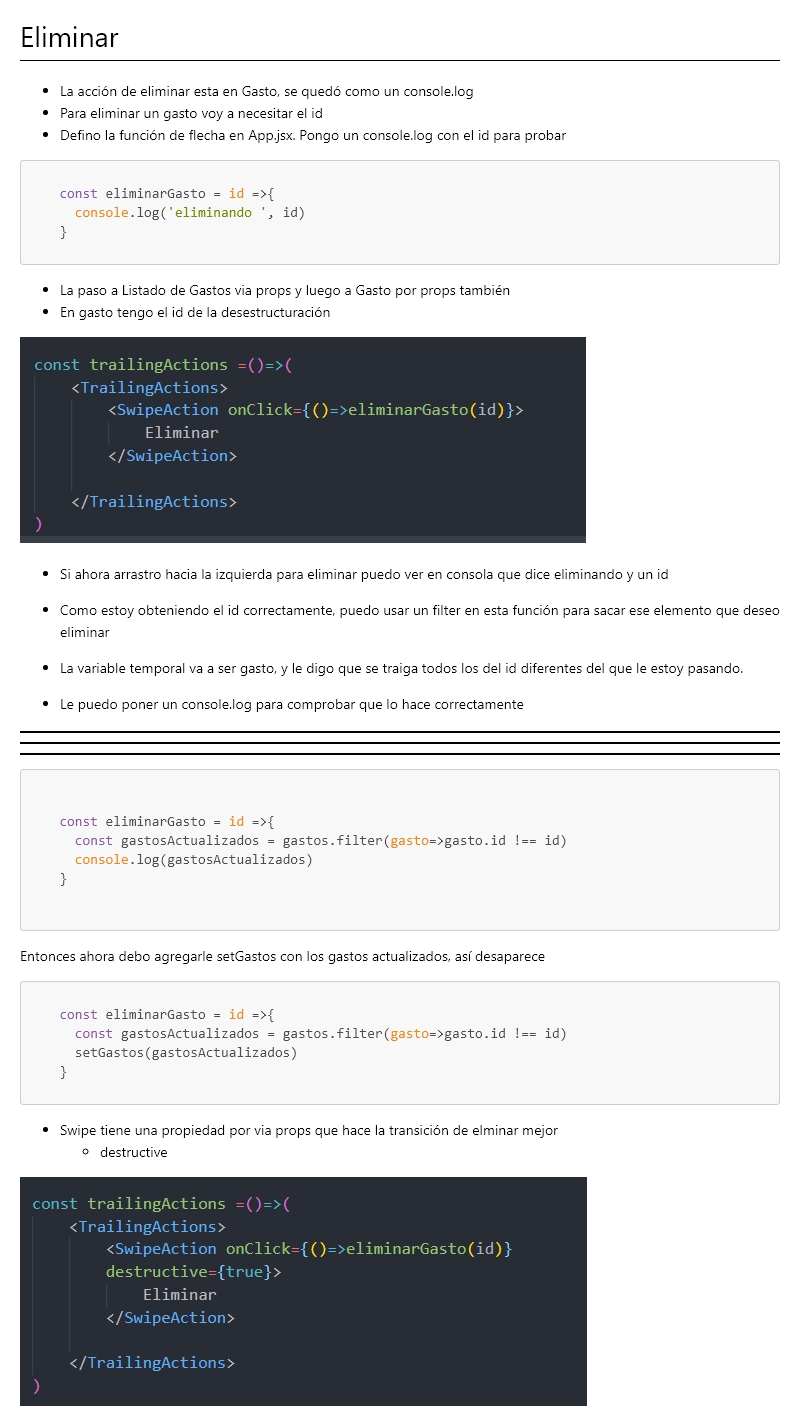 Eliminar
La acción de eliminar esta en Gasto, se quedó como un console.log
Para eliminar un gasto voy a necesitar el id
Defino la función de flecha en App.jsx. Pongo un console.log con el id para probar
const eliminarGasto = id =>{
console.log('eliminando ', id)
}
La paso a Listado de Gastos via props y luego a Gasto por props también
En gasto tengo el id de la desestructuración
const trailingActions =()=>(
<TrailingActions>
<SwipeAction onClick={()=>eliminarGasto(id)}>
Eliminar
</SwipeAction>
</TrailingActions>
)
Si ahora arrastro hacia la izquierda para eliminar puedo ver en consola que dice eliminando y un id
Como estoy obteniendo el id correctamente, puedo usar un filter en esta función para sacar ese elemento que deseo
eliminar
La variable temporal va a ser gasto, y le digo que se traiga todos los del id diferentes del que le estoy pasando.
Le puedo poner un console.log para comprobar que lo hace correctamente
const eliminarGasto = id =>{
const gastosActualizados = gastos.filter(gasto=>gasto.id !== id)
console.log(gastosActualizados)
}
Entonces ahora debo agregarle setGastos con los gastos actualizados, así desaparece
const eliminarGasto = id =>{
const gastosActualizados = gastos.filter(gasto=>gasto.id !== id)
setGastos(gastosActualizados)
}
Swipe tiene una propiedad por via props que hace la transición de elminar mejor
destructive
const trailingActions =()=>(
<TrailingActions>
<SwipeAction onClick={()=>eliminarGasto(id)}
destructive={true}>
Eliminar
</SwipeAction>
</TrailingActions>
)